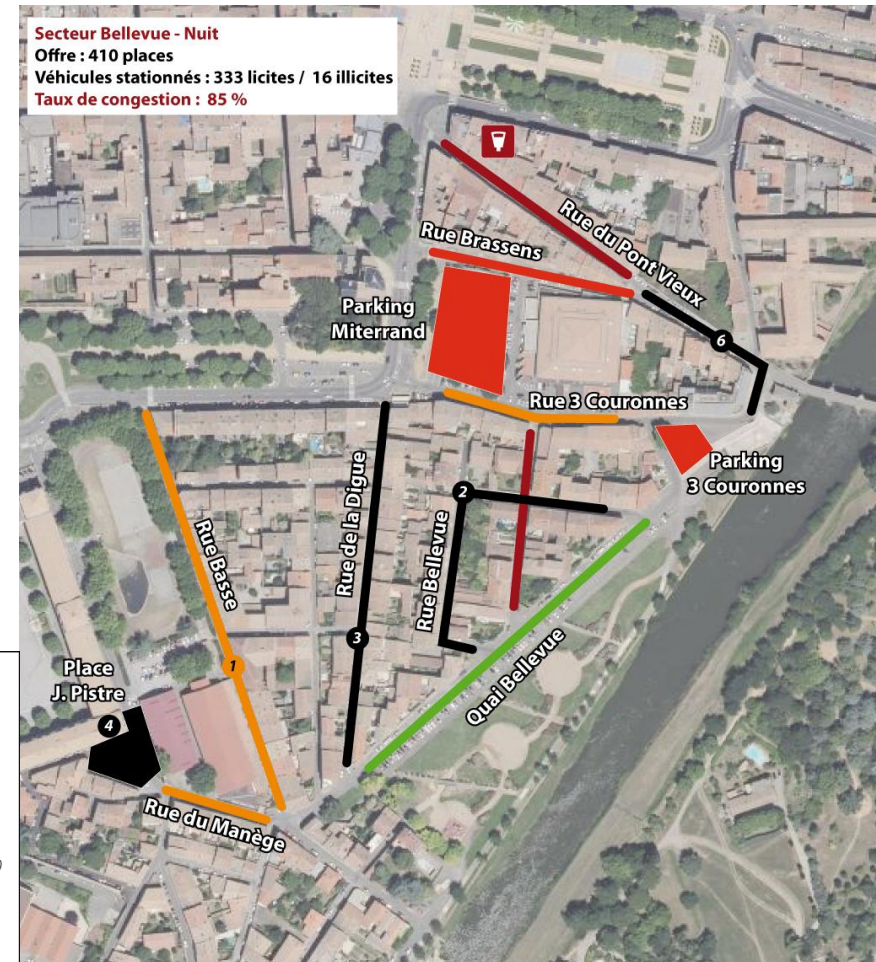 Secteur Bellevue - Nuit
Offre : 410 places
Véhicules stationnés : 333 licites / 16 illicites
Taux de congestion : 85 %
Rue du Pont Vieux
Rue Brassens
Parking
Miterrand
6
Rue 3 Couronnes
Parking
3 Couronnes
2
Rue de la Digue
Rue Bellevue
Rue Basse
3
1
Quai Bellevue
Place
J. Pistre
4
Rue du Manège
)